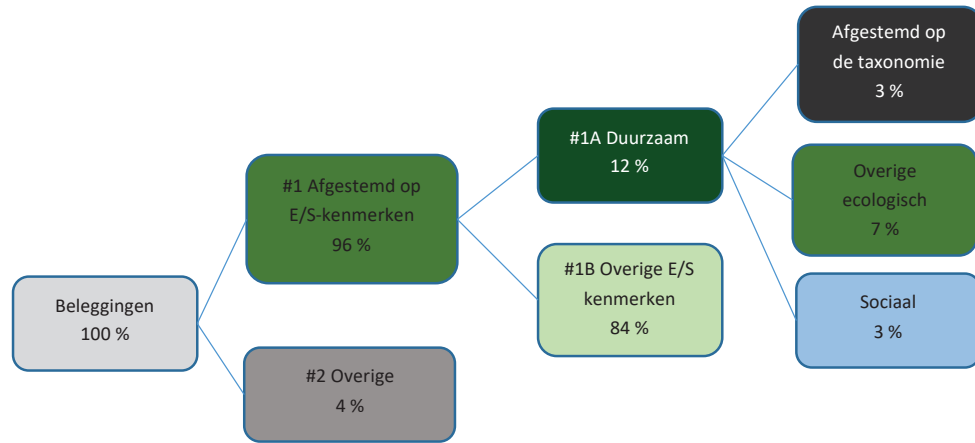 Beleggingen
100 %
#1 Afgestemd op
E/S-kenmerken
96 %
#2 Overige
4 %
#1A Duurzaam
12 %
#1B Overige E/S
kenmerken
84 %
Afgestemd op
de taxonomie
3 %
Overige
ecologisch
7 %
Sociaal
3 %